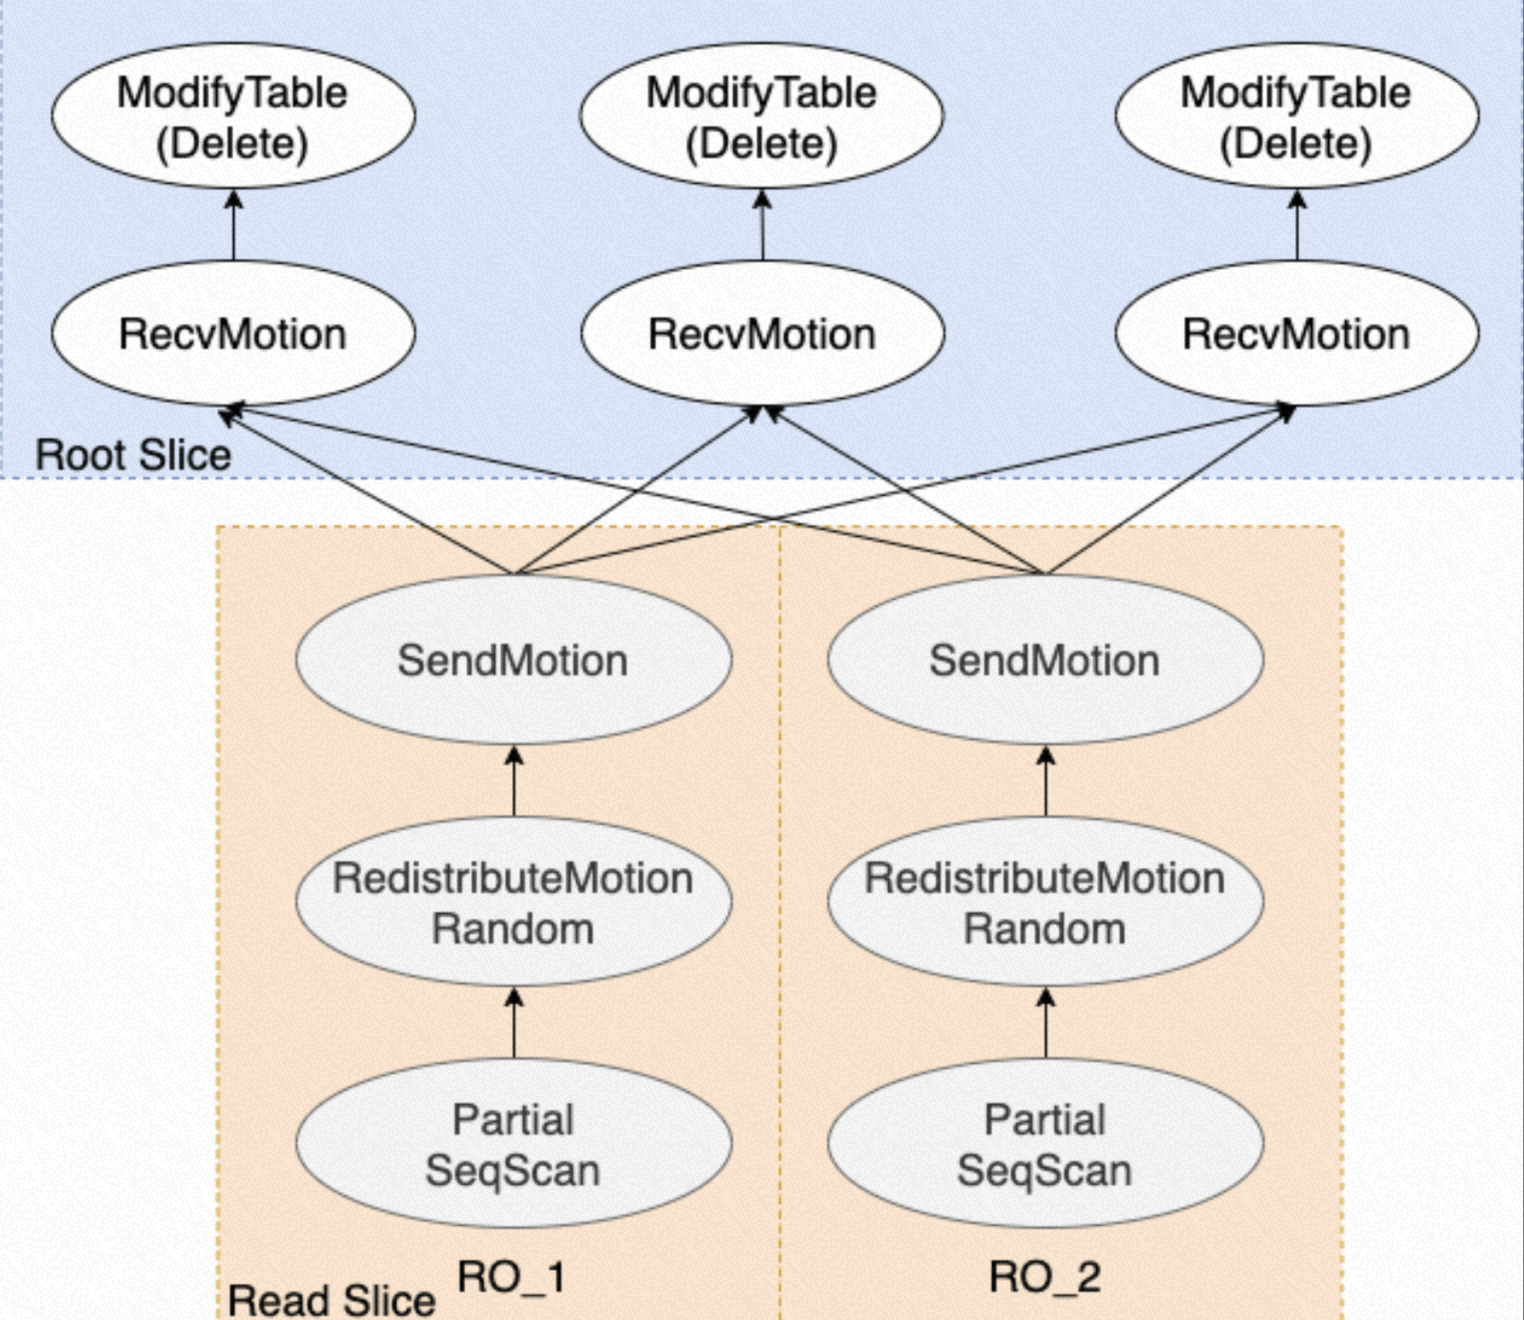 ModifyTable
(Delete)
ModifyTable
(Delete)
ModifyTable
(Delete)
RecvMotion
RecvMotion
RecvMotion
Root Slice
SendMotion
SendMotion
RedistributeMotion
Random
RedistributeMotion
Random
Partial
SeqScan
Partial
SeqScan
RO_1
RO_2
Read Slice